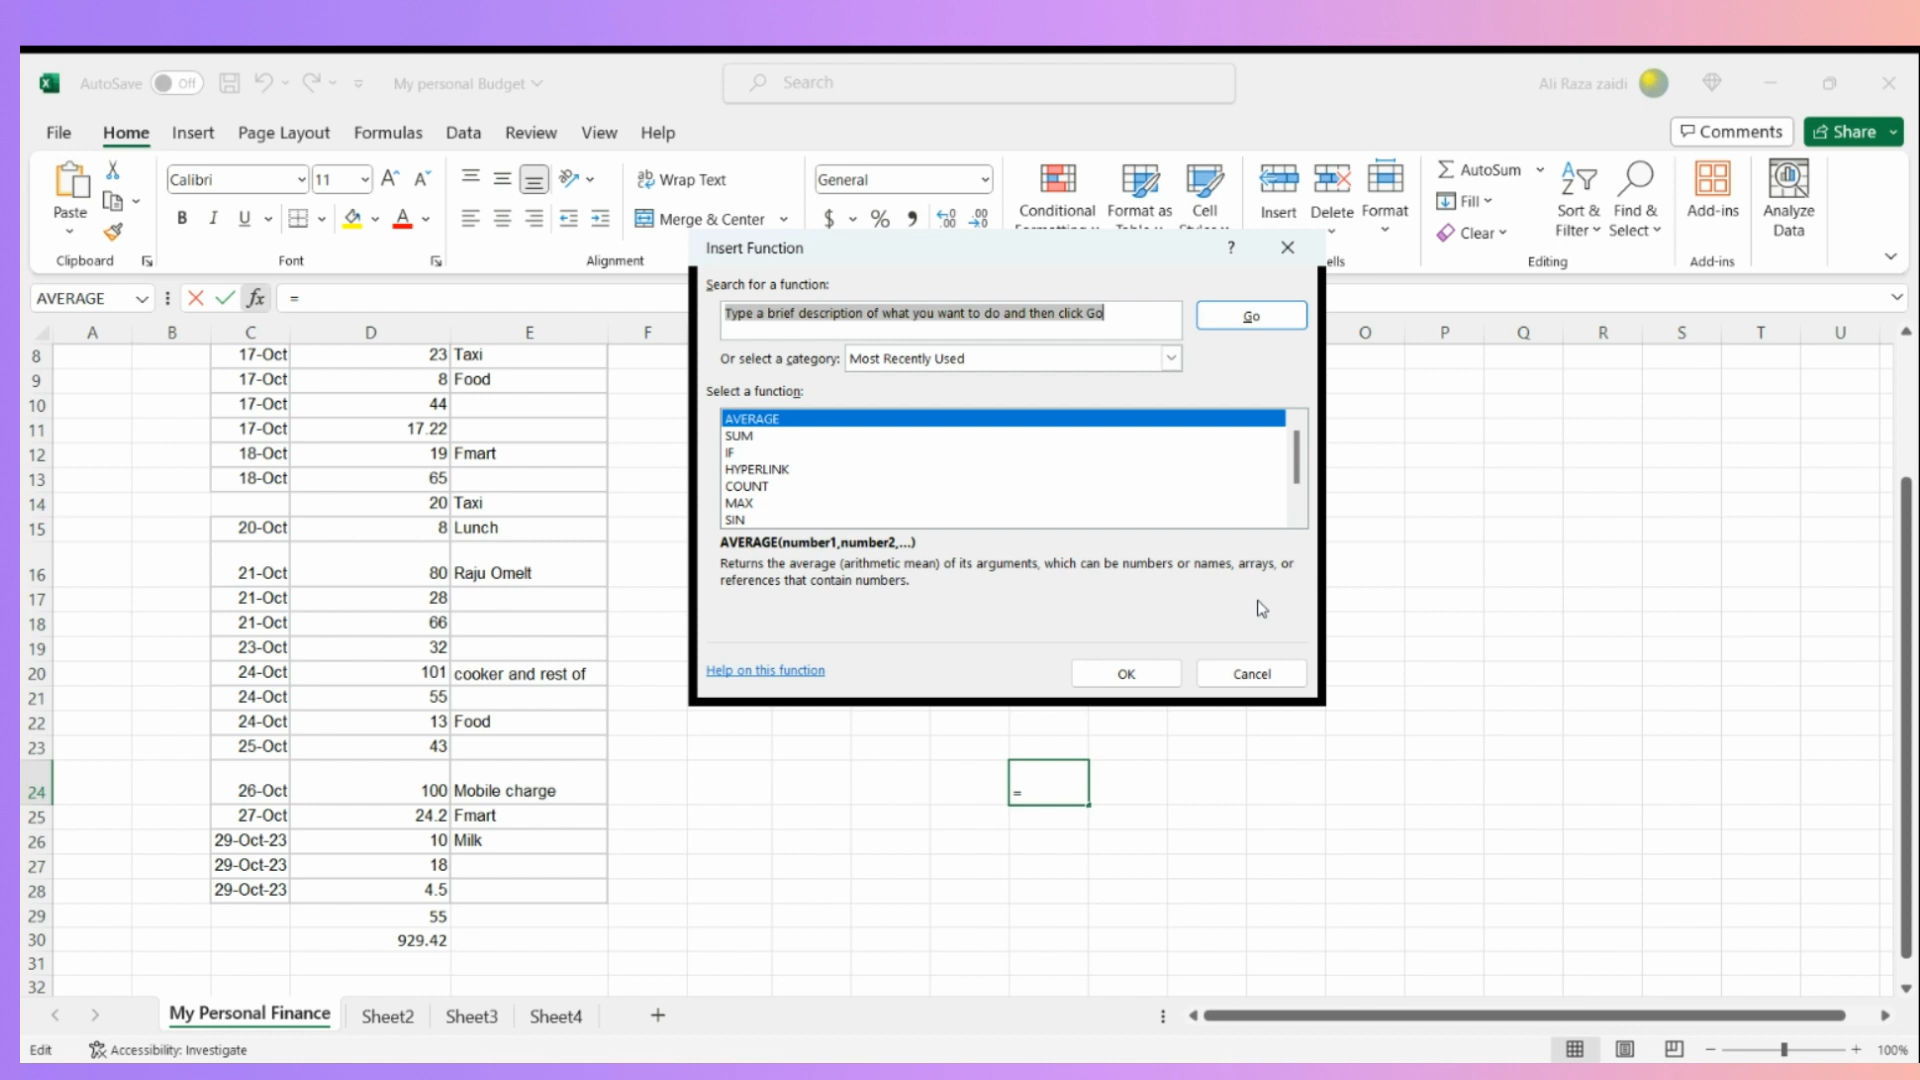 AutoSave Off My personal Budget Search Ali Raza zaidi
File Home Insert Page Layout Formulas Data Review View Help Comments Share
Paste Calibri 11 Wrap Text General AutoSum
B I U Merge & Center $ % Conditional Format as Cell Insert Delete Format Fill Sort & Find & Add-ins Analyze
Clear Filter Select Data
Clipboard Font Alignment Editing Add-ins
AVERAGE fx =
Insert Function ?
Search for a function:
Type a brief description of what you want to do and then click Go Go
Or select a category: Most Recently Used
Select a function:
AVERAGE
SUM
IF
HYPERLINK
COUNT
MAX
SIN
AVERAGE(number1,number2,...)
Returns the average (arithmetic mean) of its arguments, which can be numbers or names, arrays, or
references that contain numbers.
Help on this function OK Cancel
A B C D E F O P Q R S T U
8 17-Oct 23 Taxi
9 17-Oct 8 Food
10 17-Oct 44
11 17-Oct 17.22
12 18-Oct 19 Fmart
13 18-Oct 65
14 20 Taxi
15 20-Oct 8 Lunch
16 21-Oct 80 Raju Omelt
17 21-Oct 28
18 21-Oct 66
19 23-Oct 32
20 24-Oct 101 cooker and rest of
21 24-Oct 55
22 24-Oct 13 Food
23 25-Oct 43
24 26-Oct 100 Mobile charge =
25 27-Oct 24.2 Fmart
26 29-Oct-23 10 Milk
27 29-Oct-23 18
28 29-Oct-23 4.5
29 55
30 929.42
31
32
My Personal Finance Sheet2 Sheet3 Sheet4 +
Edit Accessibility: Investigate 100%